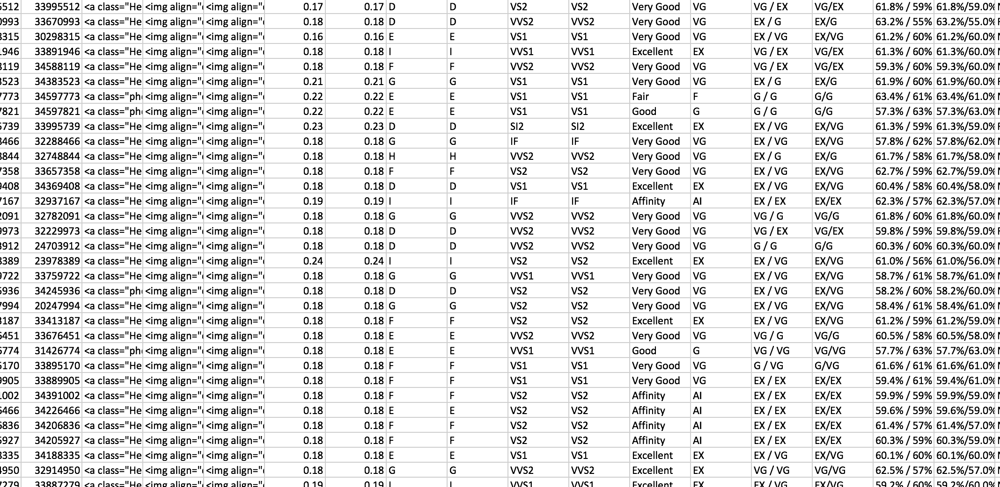 5512 33995512 <a class="He <img align=" <img align=" 0.17 0.17 D D VS2 VS2 Very Good VG VG / EX VG/EX 61.8% / 59% 61.8%/59.0%
0993 33670993 <a class="He <img align=" <img align=" 0.18 0.18 D D VVS2 VVS2 Very Good VG EX / G EX/G 63.2% / 55% 63.2%/55.0%
8315 30298315 <a class="He <img align=" <img align=" 0.16 0.16 E E VS1 VS1 Very Good VG EX / VG EX/VG 61.2% / 60% 61.2%/60.0%
1946 33891946 <a class="He <img align=" <img align=" 0.18 0.18 I I VVS1 VVS1 Excellent EX VG / EX VG/EX 61.3% / 60% 61.3%/60.0%
8119 34588119 <a class="He <img align=" <img align=" 0.18 0.18 F F VVS2 VVS2 Very Good VG VG / EX VG/EX 59.3% / 60% 59.3%/60.0%
3523 34383523 <a class="He <img align=" <img align=" 0.21 0.21 G G VS1 VS1 Very Good VG EX / G EX/G 61.9% / 60% 61.9%/60.0%
7773 34597773 <a class="ph <img align=" <img align=" 0.22 0.22 E E VS1 VS1 Fair F G / G G/G 63.4% / 61% 63.4%/61.0%
7821 34597821 <a class="ph <img align=" <img align=" 0.22 0.22 E E VS1 VS1 Good G G / G G/G 57.3% / 63% 57.3%/63.0%
5739 33995739 <a class="He <img align=" <img align=" 0.23 0.23 D D SI2 SI2 Excellent EX EX / VG EX/VG 61.3% / 59% 61.3%/59.0%
8466 32288466 <a class="He <img align=" <img align=" 0.18 0.18 G G IF IF Very Good VG EX / VG EX/VG 57.8% / 62% 57.8%/62.0%
8844 32748844 <a class="He <img align=" <img align=" 0.18 0.18 H H VVS2 VVS2 Very Good VG EX / G EX/G 61.7% / 58% 61.7%/58.0%
7358 33657358 <a class="He <img align=" <img align=" 0.18 0.18 F F VS2 VS2 Very Good VG EX / VG EX/VG 62.7% / 59% 62.7%/59.0%
9408 34369408 <a class="He <img align=" <img align=" 0.18 0.18 D D VS1 VS1 Excellent EX EX / VG EX/VG 60.4% / 58% 60.4%/58.0%
7167 32937167 <a class="He <img align=" <img align=" 0.19 0.19 I I IF IF Affinity AI EX / EX EX/EX 62.3% / 57% 62.3%/57.0%
2091 32782091 <a class="He <img align=" <img align=" 0.18 0.18 G G VVS2 VVS2 Very Good VG VG / G VG/G 61.8% / 60% 61.8%/60.0%
9973 32229973 <a class="He <img align=" <img align=" 0.18 0.18 D D VVS2 VVS2 Very Good VG VG / EX VG/EX 59.8% / 59% 59.8%/59.0%
3912 24703912 <a class="He <img align=" <img align=" 0.18 0.18 D D VVS2 VVS2 Very Good VG G / G G/G 60.3% / 60% 60.3%/60.0%
8389 23978389 <a class="He <img align=" <img align=" 0.24 0.24 I I VS2 VS2 Excellent EX EX / VG EX/VG 61.0% / 56% 61.0%/56.0%
9722 33759722 <a class="He <img align=" <img align=" 0.18 0.18 G G VVS1 VVS1 Very Good VG EX / VG EX/VG 58.7% / 61% 58.7%/61.0%
5936 34245936 <a class="ph <img align=" <img align=" 0.18 0.18 D D VS2 VS2 Very Good VG EX / VG EX/VG 58.2% / 60% 58.2%/60.0%
7994 20247994 <a class="He <img align=" <img align=" 0.18 0.18 G G VS2 VS2 Very Good VG EX / VG EX/VG 58.4% / 61% 58.4%/61.0%
3187 33413187 <a class="He <img align=" <img align=" 0.18 0.18 F F VS2 VS2 Excellent EX EX / VG EX/VG 61.2% / 59% 61.2%/59.0%
6451 33676451 <a class="He <img align=" <img align=" 0.18 0.18 E E VVS2 VVS2 Very Good VG VG / G VG/G 60.5% / 58% 60.5%/58.0%
6774 31426774 <a class="ph <img align=" <img align=" 0.18 0.18 E E VVS1 VVS1 Good G VG / VG VG/VG 57.7% / 63% 57.7%/63.0%
5170 33895170 <a class="He <img align=" <img align=" 0.18 0.18 F F VS1 VS1 Very Good VG G / VG G/VG 61.6% / 61% 61.6%/61.0%
9905 33889905 <a class="He <img align=" <img align=" 0.18 0.18 F F VS1 VS1 Very Good VG EX / EX EX/EX 59.4% / 61% 59.4%/61.0%
1002 34391002 <a class="He <img align=" <img align=" 0.18 0.18 F F VS2 VS2 Affinity AI EX / EX EX/EX 59.9% / 59% 59.9%/59.0%
6466 34226466 <a class="He <img align=" <img align=" 0.18 0.18 E E VS2 VS2 Affinity AI EX / EX EX/EX 59.6% / 59% 59.6%/59.0%
6836 34206836 <a class="He <img align=" <img align=" 0.18 0.18 F F VS2 VS2 Affinity AI EX / EX EX/EX 61.4% / 57% 61.4%/57.0%
5927 34205927 <a class="He <img align=" <img align=" 0.18 0.18 F F VS2 VS2 Affinity AI EX / EX EX/EX 60.3% / 59% 60.3%/59.0%
8335 34188335 <a class="He <img align=" <img align=" 0.18 0.18 E E VS1 VS1 Excellent EX EX / VG EX/VG 60.1% / 60% 60.1%/60.0%
4950 32914950 <a class="He <img align=" <img align=" 0.18 0.18 G G VVS2 VVS2 Excellent EX VG / VG VG/VG 62.5% / 57% 62.5%/57.0%
7279 33887279 <a class="He <img align=" <img align=" 0.19 0.19 I I VVS1 VVS1 Excellent EX EX / VG EX/VG 59.2% / 60% 59.2%/60.0%